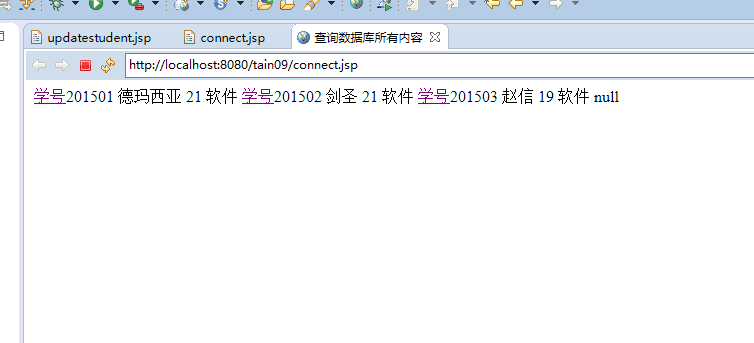 updatestudent.jsp connect.jsp 查询数据库所有内容
http://localhost:8080/tain09/connect.jsp
学号201501 德玛西亚 21 软件 学号201502 剑圣 21 软件 学号201503 赵信 19 软件 null